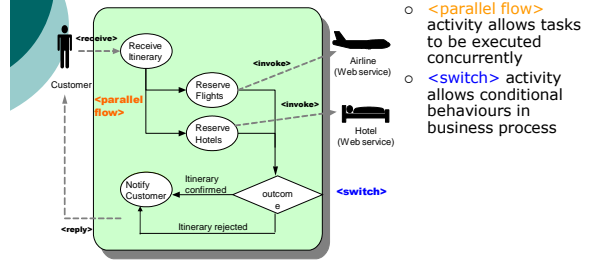 <receive>
Receive
Itinerary
Customer
<parallel
flow>
Reserve
Flights
<invoke>
Airline
(Web service)
<invoke>
Reserve
Hotels
Hotel
(Web service)
Notify
Customer
Itinerary
confirmed
outcom
e
<switch>
Itinerary rejected
<reply>
<parallel flow>
activity allows tasks
to be executed
concurrently
<switch> activity
allows conditional
behaviours in
business process